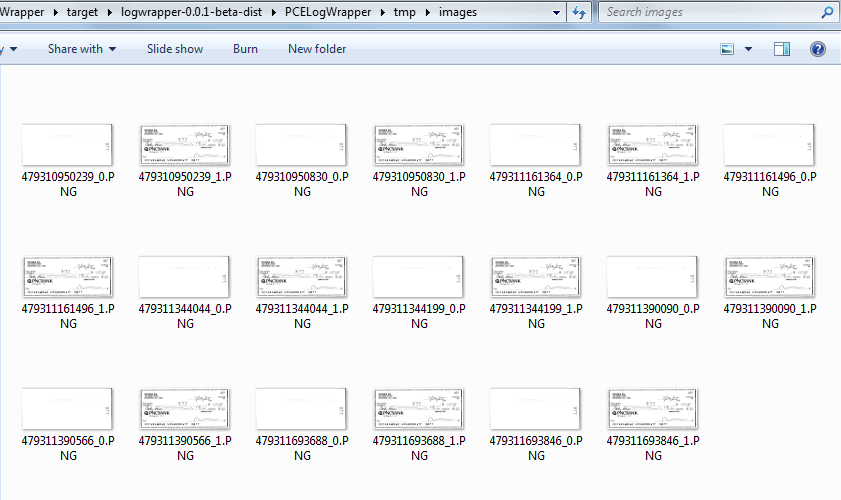 Wrapper ▸ target ▸ logwrapper-0.0.1-beta-dist ▸ PCELogWrapper ▸ tmp ▸ images
Search images
y Share with Slide show Burn New folder
479310950239_0.P
NG
479310950239_1.P
NG
479310950830_0.P
NG
479310950830_1.P
NG
479311161364_0.P
NG
479311161364_1.P
NG
479311161496_0.P
NG
479311161496_1.P
NG
479311344044_0.P
NG
479311344044_1.P
NG
479311344199_0.P
NG
479311344199_1.P
NG
479311390090_0.P
NG
479311390090_1.P
NG
479311390566_0.P
NG
479311390566_1.P
NG
479311693688_0.P
NG
479311693688_1.P
NG
479311693846_0.P
NG
479311693846_1.P
NG